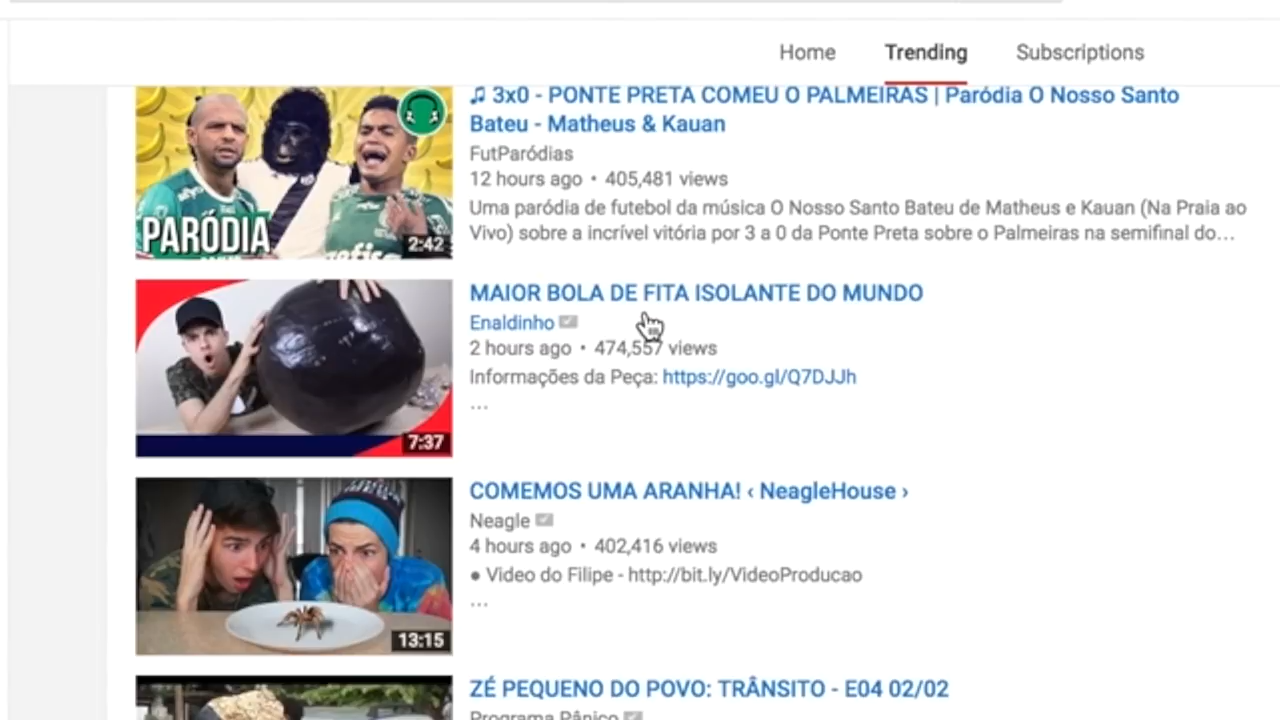 Home Trending Subscriptions
♫ 3x0 - PONTE PRETA COMEU O PALMEIRAS | Paródia O Nosso Santo
Bateu - Matheus & Kauan
FutParódias
12 hours ago • 405,481 views
Uma paródia de futebol da música O Nosso Santo Bateu de Matheus e Kauan (Na Praia ao
Vivo) sobre a incrível vitória por 3 a 0 da Ponte Preta sobre o Palmeiras na semifinal do...
PARÓDIA
2:42
MAIOR BOLA DE FITA ISOLANTE DO MUNDO
Enaldinho
2 hours ago • 474,557 views
Informações da Peça: https://goo.gl/Q7DJJh
...
7:37
COMEMOS UMA ARANHA! ‹ NeagleHouse ›
Neagle
4 hours ago • 402,416 views
● Video do Filipe - http://bit.ly/VideoProducao
...
13:15
ZÉ PEQUENO DO POVO: TRÂNSITO - E04 02/02
Programa Pânico